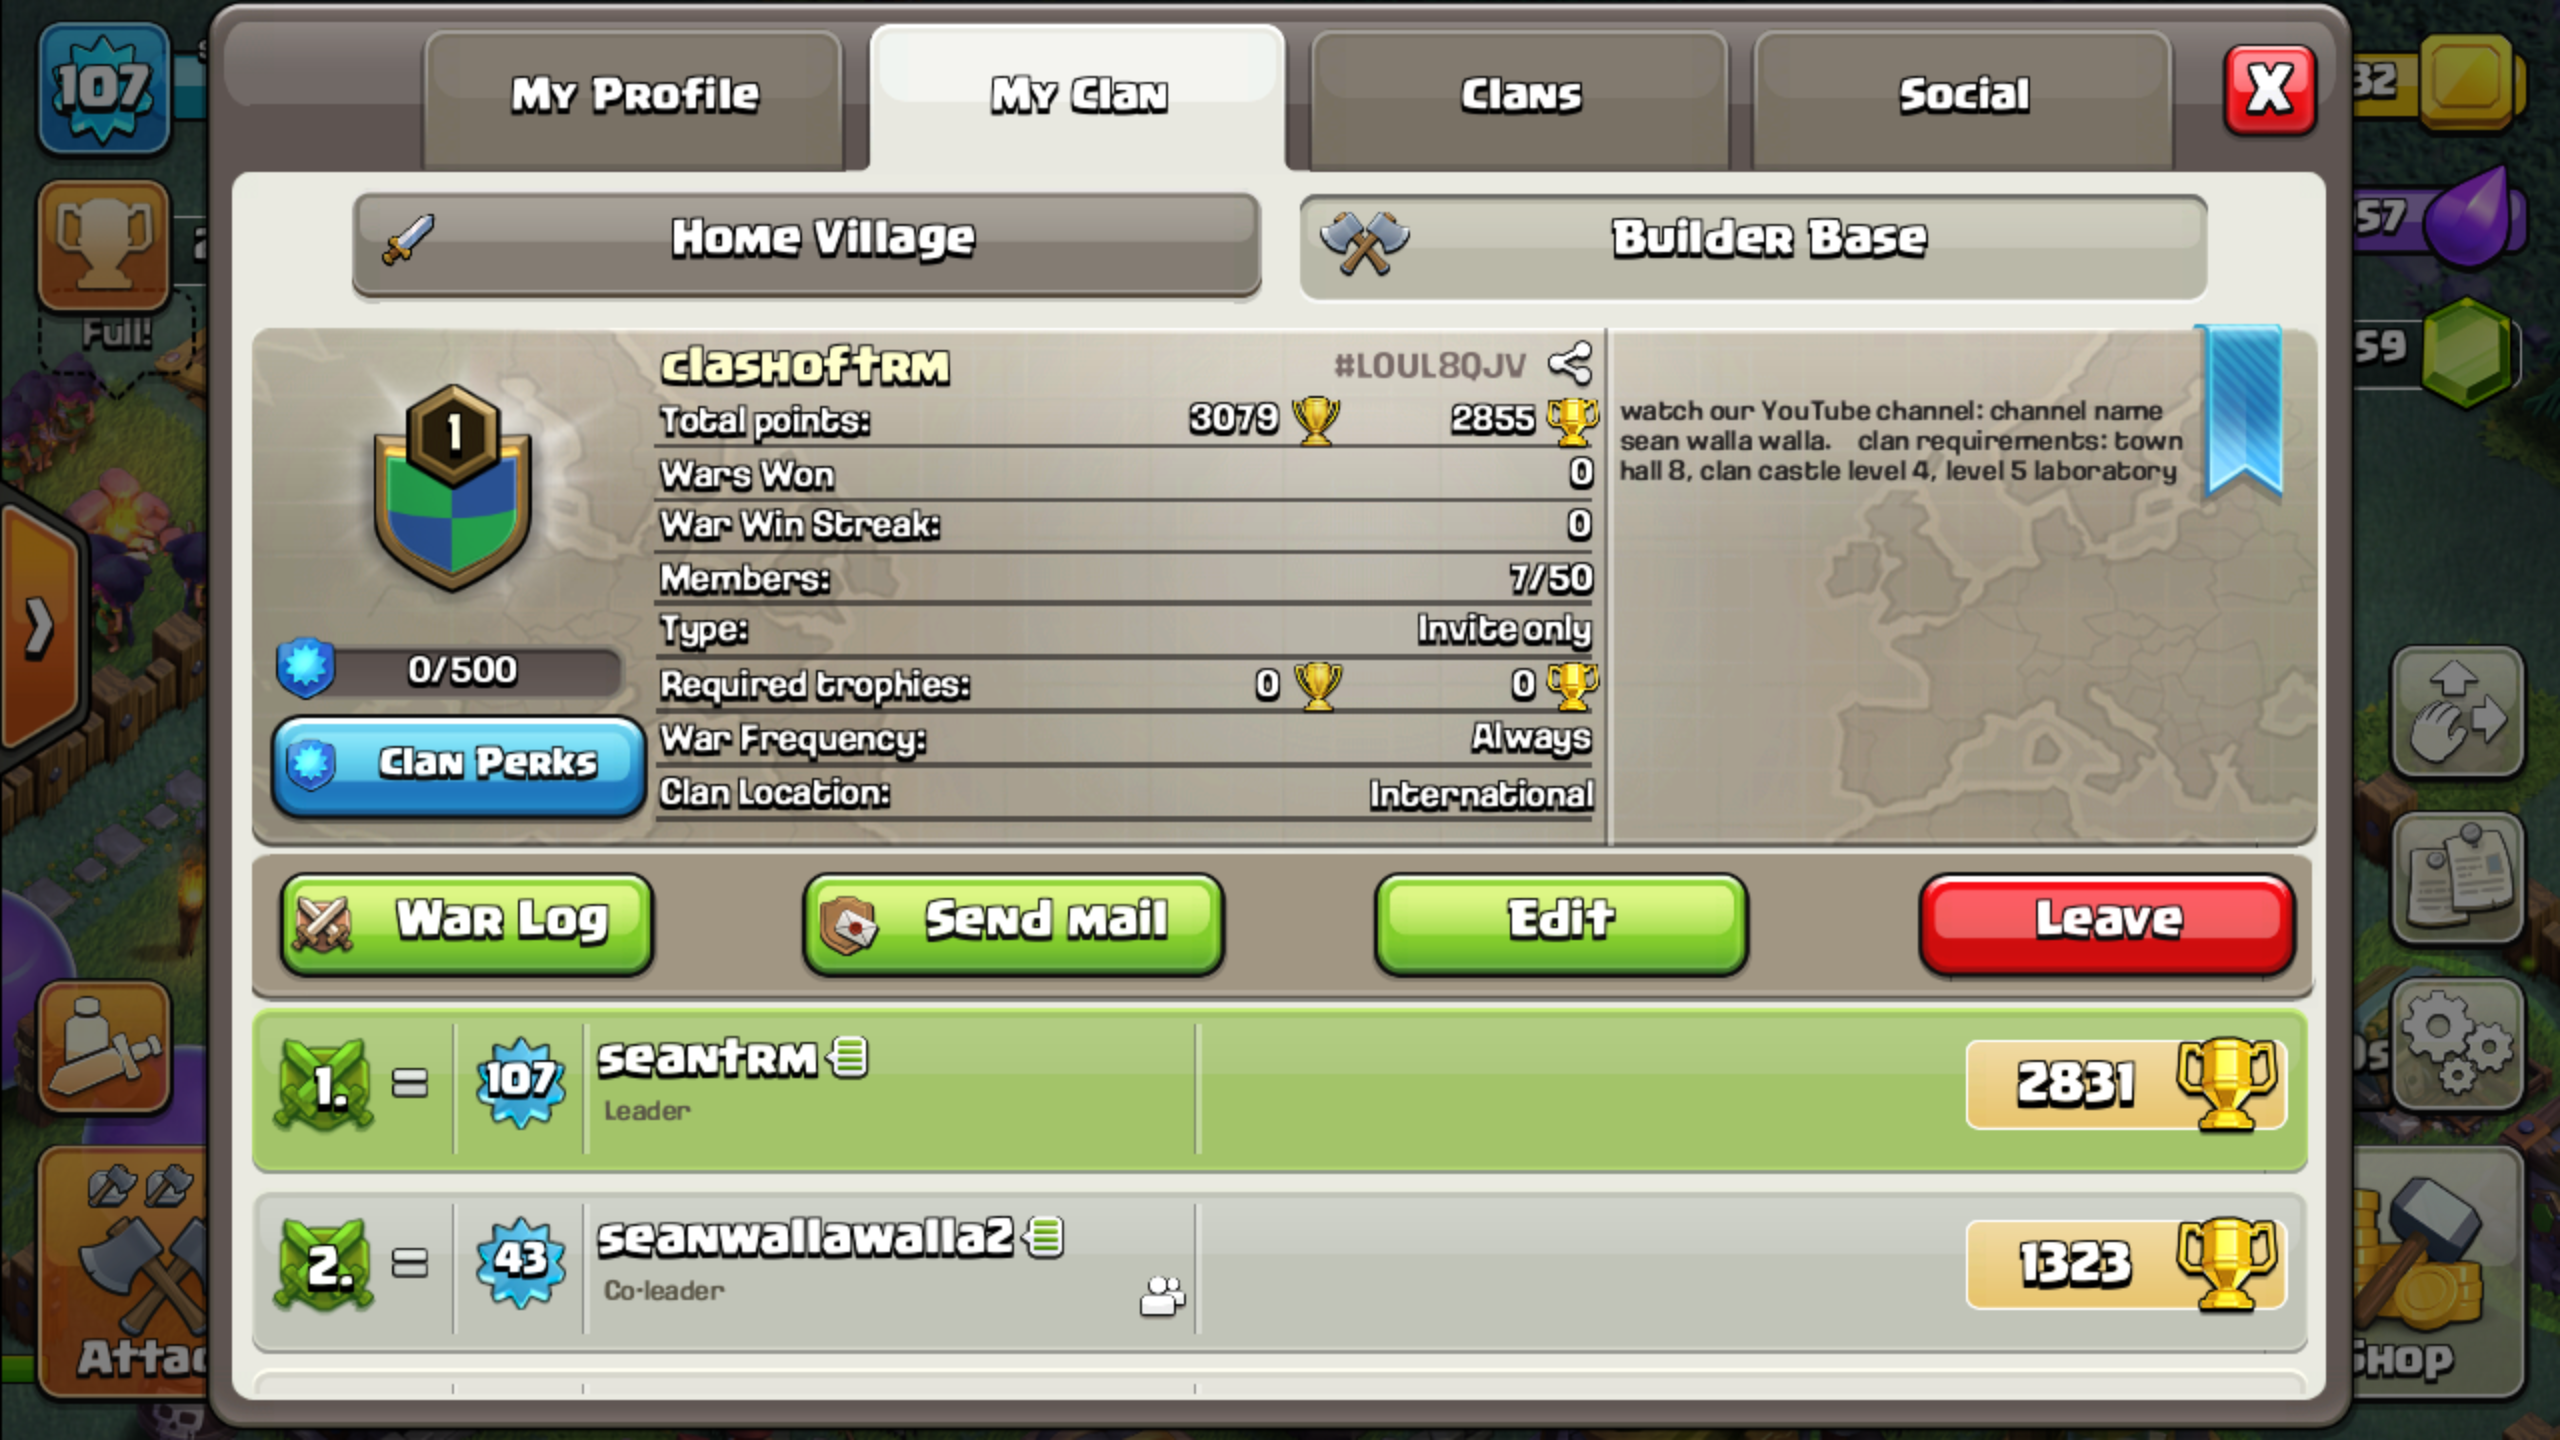 107
My Profile
My Clan
Clans
Social
X
32
Home Village
Builder Base
57
Full!
59
1
clashoftrm
#L0UL8QJV
Total points: 3079 2855
Wars Won 0
War Win Streak: 0
Members: 7/50
Type: Invite only
Required trophies: 0 0
War Frequency: Always
Clan Location: International
watch our YouTube channel: channel name
sean walla walla. clan requirements: town
hall 8, clan castle level 4, level 5 laboratory
0/500
Clan Perks
War Log
Send Mail
Edit
Leave
1. = 107 seantrm 2831
Leader
2. = 43 seanwallawalla2 1323
Co-leader
Attac
Shop